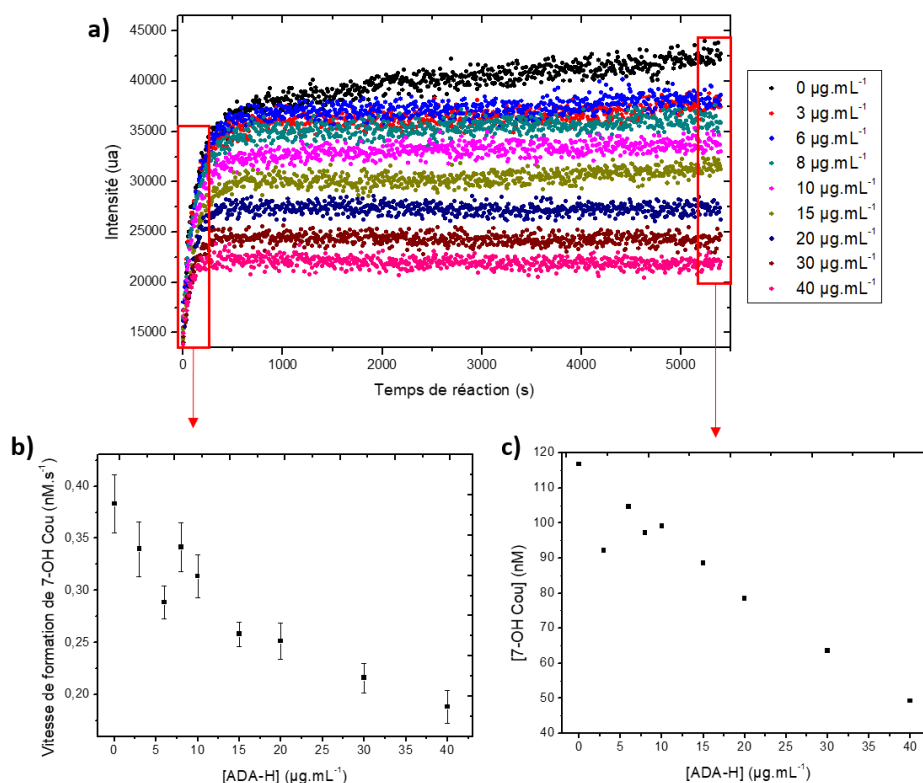 a)
Intensité (ua)
45000
40000
35000
30000
25000
20000
15000
0
1000
2000
3000
4000
5000
Temps de réaction (s)
0 µg.mL⁻¹
3 µg.mL⁻¹
6 µg.mL⁻¹
8 µg.mL⁻¹
10 µg.mL⁻¹
15 µg.mL⁻¹
20 µg.mL⁻¹
30 µg.mL⁻¹
40 µg.mL⁻¹
b)
Vitesse de formation de 7-OH Cou (nM.s⁻¹)
0,40
0,35
0,30
0,25
0,20
0
5
10
15
20
25
30
35
40
[ADA-H] (µg.mL⁻¹)
c)
[7-OH Cou] (nM)
120
110
100
90
80
70
60
50
40
0
5
10
15
20
25
30
35
40
[ADA-H] (µg.mL⁻¹)